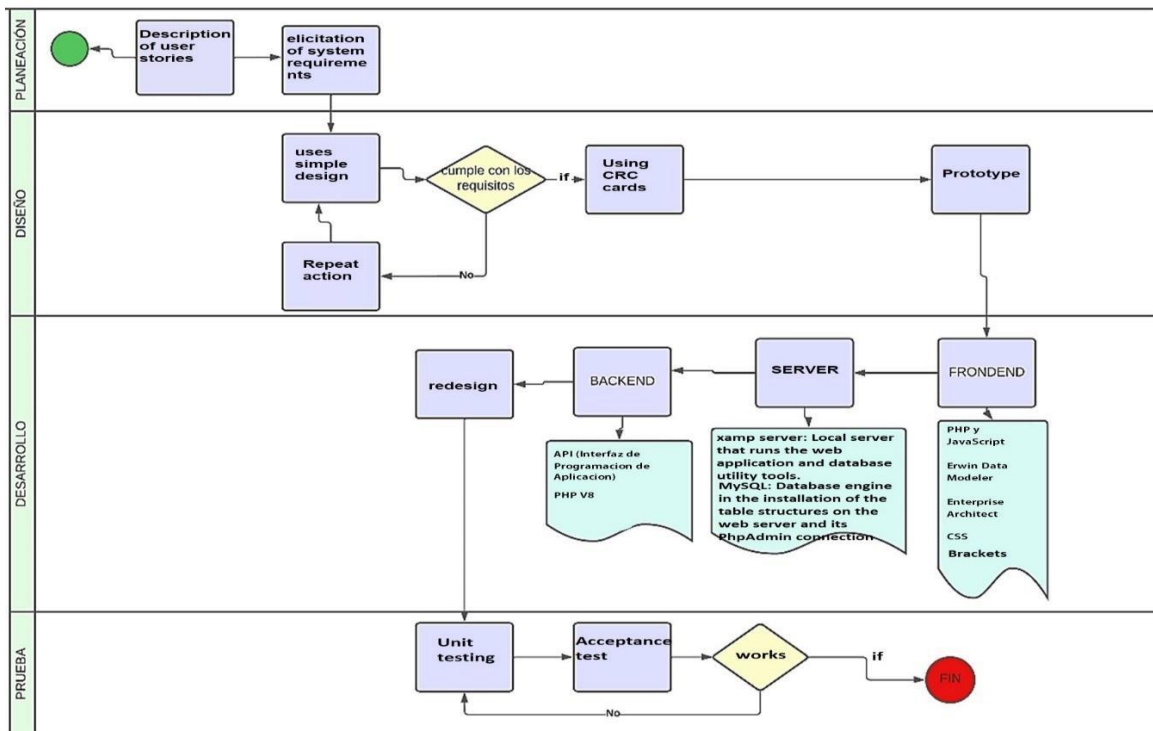 PLANEACIÓN
Description
of user
stories
elicitation
of system
requireme
nts
DISEÑO
uses
simple
design
cumple con los
requisitos
if
Using
CRC
cards
Prototype
Repeat
action
No
DESARROLLO
redesign
BACKEND
SERVER
FRONDEND
API (Interfaz de
Programacion de
Aplicacion)
PHP V8
xamp server: Local server
that runs the web
application and database
utility tools.
MySQL: Database engine
in the installation of the
table structures on the
web server and its
PhpAdmin connection
PHP y
JavaScript
Erwin Data
Modeler
Enterprise
Architect
CSS
Brackets
PRUEBA
Unit
testing
Acceptance
test
works
if
FIN
No